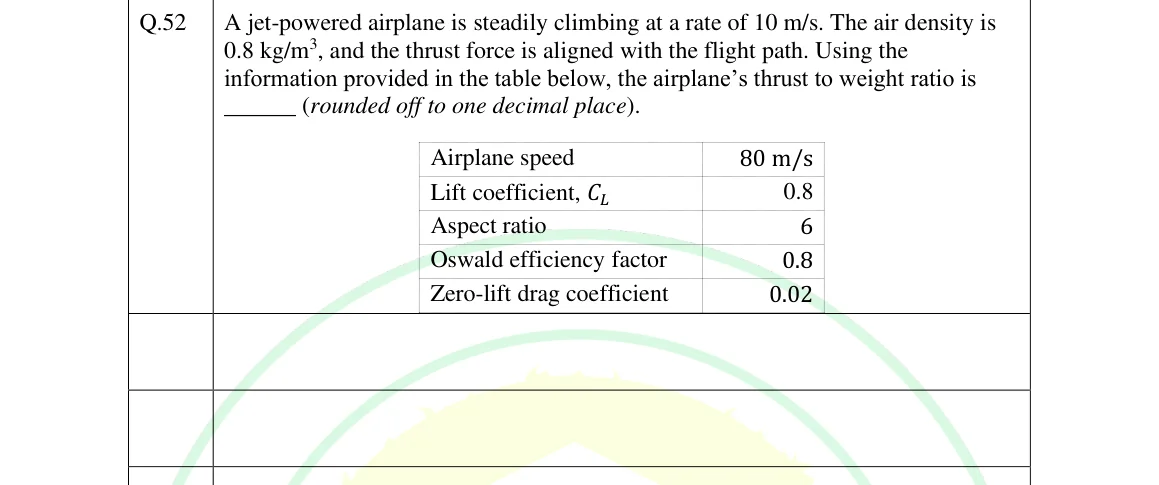 Q.52 A jet-powered airplane is steadily climbing at a rate of 10 m/s. The air density is
0.8 kg/m³, and the thrust force is aligned with the flight path. Using the
information provided in the table below, the airplane’s thrust to weight ratio is
______ (rounded off to one decimal place).
Airplane speed 80 m/s
Lift coefficient, C_L 0.8
Aspect ratio 6
Oswald efficiency factor 0.8
Zero-lift drag coefficient 0.02